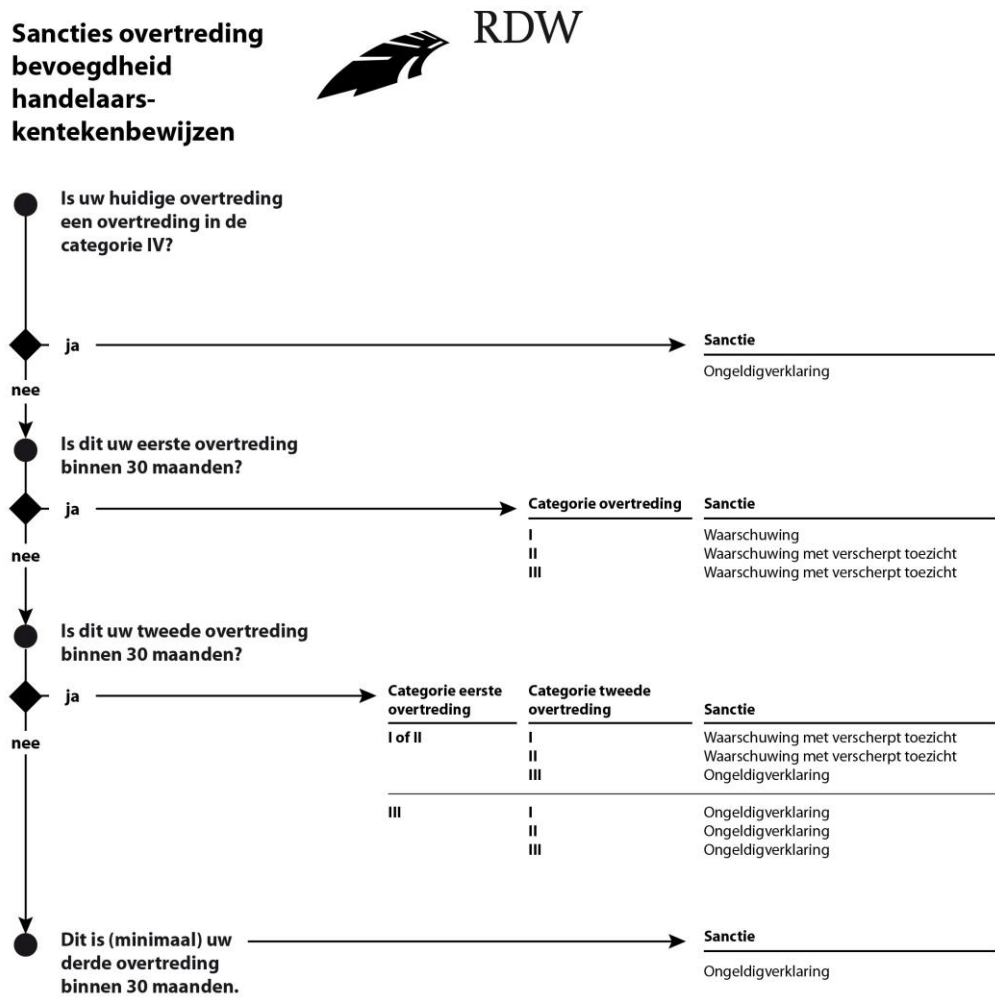 Sancties overtreding
bevoegdheid
handelaars-
kentekenbewijzen
RDW
Is uw huidige overtreding
een overtreding in de
categorie IV?
ja
Sanctie
Ongeldigverklaring
nee
Is dit uw eerste overtreding
binnen 30 maanden?
ja
Categorie overtreding Sanctie
I Waarschuwing
II Waarschuwing met verscherpt toezicht
III Waarschuwing met verscherpt toezicht
nee
Is dit uw tweede overtreding
binnen 30 maanden?
ja
Categorie eerste Categorie tweede
overtreding overtreding Sanctie
I of II I Waarschuwing met verscherpt toezicht
II Waarschuwing met verscherpt toezicht
III Ongeldigverklaring
III I Ongeldigverklaring
II Ongeldigverklaring
III Ongeldigverklaring
nee
Dit is (minimaal) uw
derde overtreding
binnen 30 maanden.
Sanctie
Ongeldigverklaring